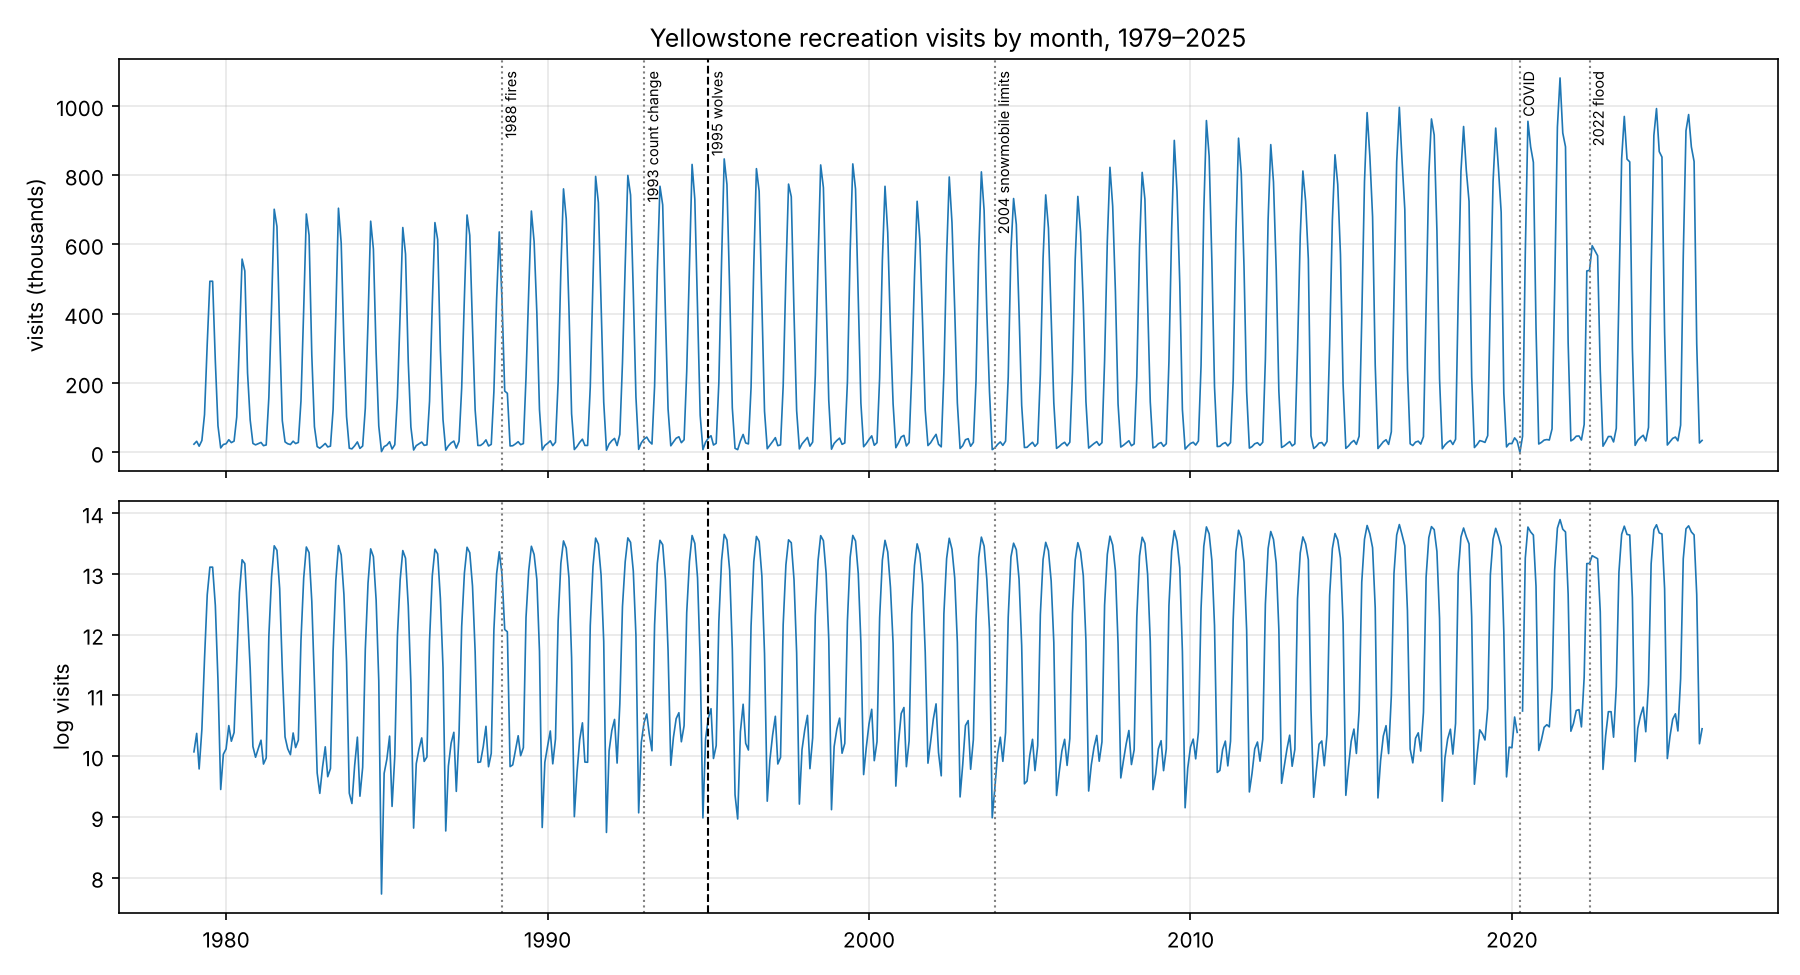 Yellowstone recreation visits by month, 1979–2025
visits (thousands)
1000
800
600
400
200
0
1988 fires
1993 count change
1995 wolves
2004 snowmobile limits
COVID
2022 flood
log visits
14
13
12
11
10
9
8
1980
1990
2000
2010
2020